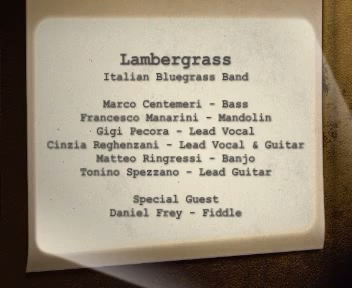 Lambergrass
Italian Bluegrass Band
Marco Centemeri - Bass
Francesco Manarini - Mandolin
Gigi Pecora - Lead Vocal
Cinzia Reghenzani - Lead Vocal & Guitar
Matteo Ringressi - Banjo
Tonino Spezzano - Lead Guitar
Special Guest
Daniel Frey - Fiddle